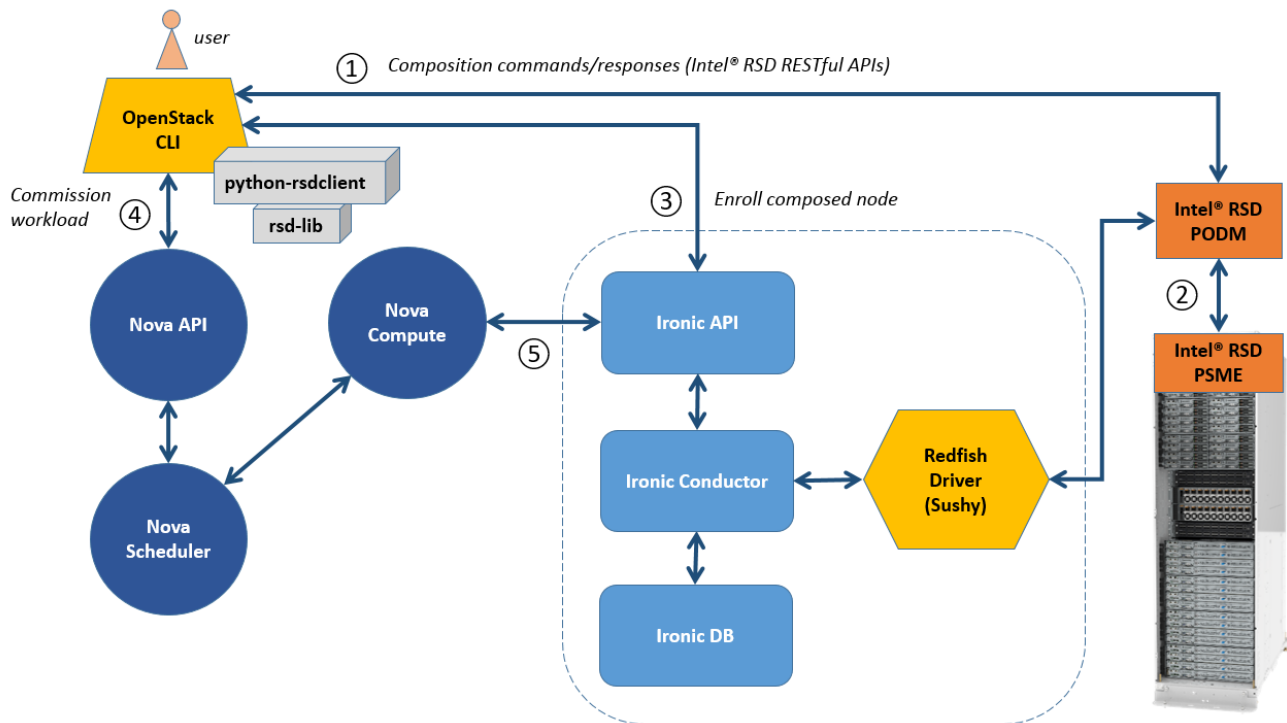 user
① Composition commands/responses (Intel® RSD RESTful APIs)
OpenStack
CLI
python-rsdclient
rsd-lib
Commission
workload
④
③ Enroll composed node
Intel® RSD
PODM
②
Nova API
Nova
Compute
⑤
Ironic API
Intel® RSD
PSME
Ironic Conductor
Redfish
Driver
(Sushy)
Nova
Scheduler
Ironic DB